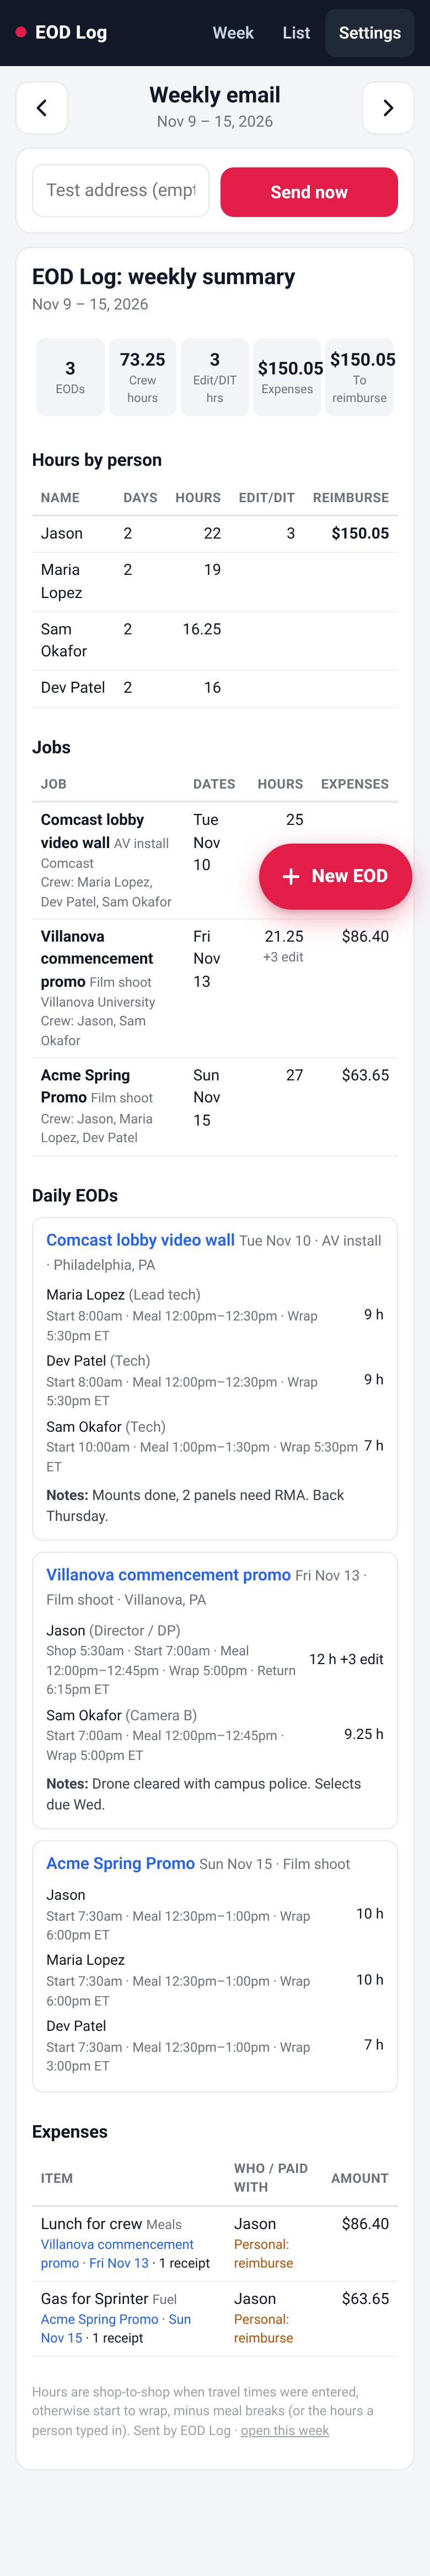 EOD Log
Week
List
Settings
Weekly email
Nov 9 – 15, 2026
Test address (empt
Send now
EOD Log: weekly summary
Nov 9 – 15, 2026
3
EODs
73.25
Crew
hours
3
Edit/DIT
hrs
$150.05
Expenses
$150.05
To
reimburse
Hours by person
NAME DAYS HOURS EDIT/DIT REIMBURSE
Jason 2 22 3 $150.05
Maria
Lopez 2 19
Sam
Okafor 2 16.25
Dev Patel 2 16
Jobs
JOB DATES HOURS EXPENSES
Comcast lobby
video wall AV install
Comcast
Crew: Maria Lopez,
Dev Patel, Sam Okafor
Tue
Nov
10
25
+ New EOD
Villanova
commencement
promo Film shoot
Villanova University
Crew: Jason, Sam
Okafor
Fri
Nov
13
21.25
+3 edit
$86.40
Acme Spring
Promo Film shoot
Crew: Jason, Maria
Lopez, Dev Patel
Sun
Nov
15
27
$63.65
Daily EODs
Comcast lobby video wall Tue Nov 10 · AV install
· Philadelphia, PA
Maria Lopez (Lead tech)
Start 8:00am · Meal 12:00pm–12:30pm · Wrap
5:30pm ET
9 h
Dev Patel (Tech)
Start 8:00am · Meal 12:00pm–12:30pm · Wrap
5:30pm ET
9 h
Sam Okafor (Tech)
Start 10:00am · Meal 1:00pm–1:30pm · Wrap 5:30pm
ET
7 h
Notes: Mounts done, 2 panels need RMA. Back
Thursday.
Villanova commencement promo Fri Nov 13 ·
Film shoot · Villanova, PA
Jason (Director / DP)
Shop 5:30am · Start 7:00am · Meal
12:00pm–12:45pm · Wrap 5:00pm · Return
6:15pm ET
12 h +3 edit
Sam Okafor (Camera B)
Start 7:00am · Meal 12:00pm–12:45pm ·
Wrap 5:00pm ET
9.25 h
Notes: Drone cleared with campus police. Selects
due Wed.
Acme Spring Promo Sun Nov 15 · Film shoot
Jason
Start 7:30am · Meal 12:30pm–1:00pm · Wrap
6:00pm ET
10 h
Maria Lopez
Start 7:30am · Meal 12:30pm–1:00pm · Wrap
6:00pm ET
10 h
Dev Patel
Start 7:30am · Meal 12:30pm–1:00pm · Wrap
3:00pm ET
7 h
Expenses
ITEM
WHO / PAID
WITH
AMOUNT
Lunch for crew Meals
Villanova commencement
promo · Fri Nov 13 · 1 receipt
Jason
Personal:
reimburse
$86.40
Gas for Sprinter Fuel
Acme Spring Promo · Sun
Nov 15 · 1 receipt
Jason
Personal:
reimburse
$63.65
Hours are shop-to-shop when travel times were entered,
otherwise start to wrap, minus meal breaks (or the hours a
person typed in). Sent by EOD Log · open this week